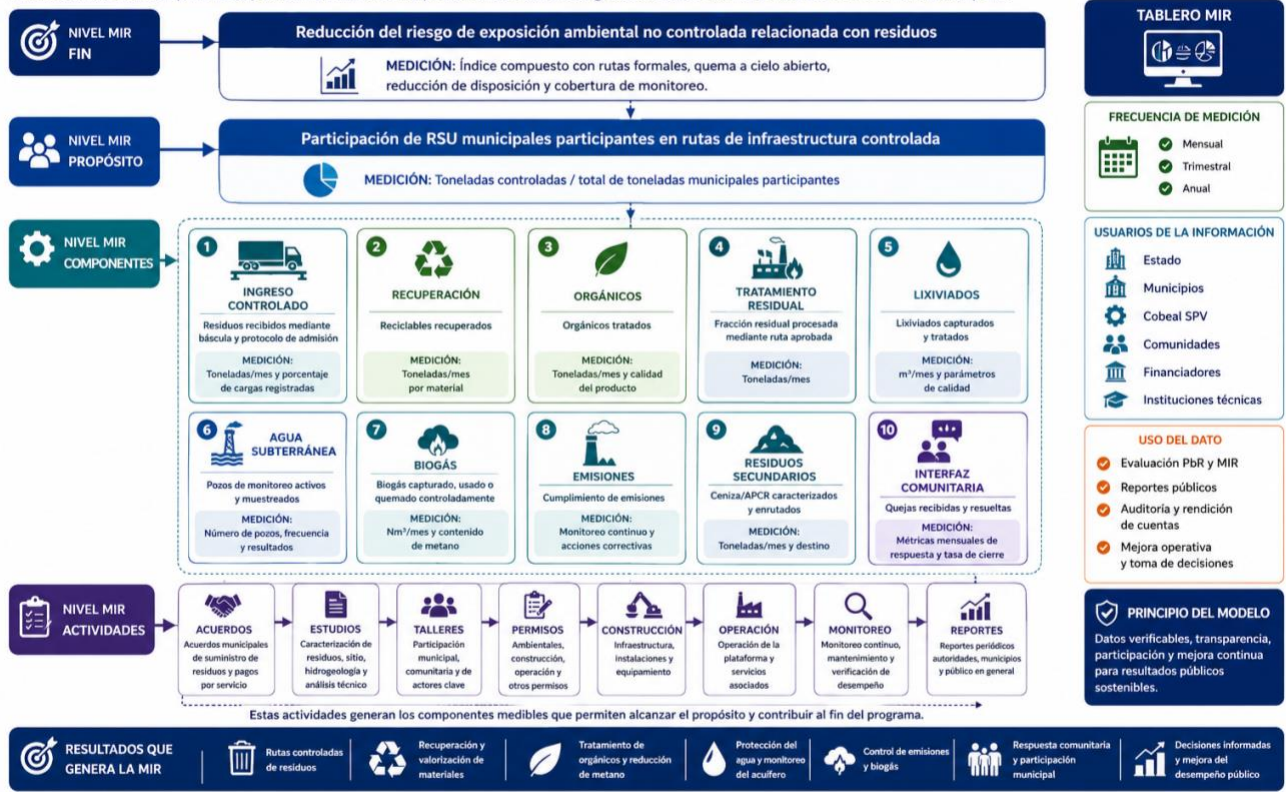 NIVEL MIR
FIN
Reducción del riesgo de exposición ambiental no controlada relacionada con residuos
MEDICIÓN: Índice compuesto con rutas formales, quema a cielo abierto,
reducción de disposición y cobertura de monitoreo.
NIVEL MIR
PROPÓSITO
Participación de RSU municipales participantes en rutas de infraestructura controlada
MEDICIÓN: Toneladas controladas / total de toneladas municipales participantes
NIVEL MIR
COMPONENTES
1
INGRESO
CONTROLADO
Residuos recibidos mediante
báscula y protocolo de admisión
MEDICIÓN:
Toneladas/mes y porcentaje
de cargas registradas
2
RECUPERACIÓN
Reciclables recuperados
MEDICIÓN:
Toneladas/mes
por material
3
ORGÁNICOS
Orgánicos tratados
MEDICIÓN:
Toneladas/mes y calidad
del producto
4
TRATAMIENTO
RESIDUAL
Fracción residual procesada
mediante ruta aprobada
MEDICIÓN:
Toneladas/mes
5
LIXIVIADOS
Lixiviados capturados
y tratados
MEDICIÓN:
m³/mes y parámetros
de calidad
6
AGUA
SUBTERRÁNEA
Pozos de monitoreo activos
y muestreados
MEDICIÓN:
Número de pozos, frecuencia
y resultados
7
BIOGÁS
Biogás capturado, usado o
quemado controladamente
MEDICIÓN:
Nm³/mes y contenido
de metano
8
EMISIONES
Cumplimiento de emisiones
MEDICIÓN:
Monitoreo continuo y
acciones correctivas
9
RESIDUOS
SECUNDARIOS
Ceniza/APCR caracterizados
y enrutados
MEDICIÓN:
Toneladas/mes y destino
10
INTERFAZ
COMUNITARIA
Quejas recibidas y resueltas
MEDICIÓN:
Métricas mensuales de
respuesta y tasa de cierre
NIVEL MIR
ACTIVIDADES
ACUERDOS
Acuerdos municipales
de suministro de
residuos y pagos
por servicio
ESTUDIOS
Caracterización de
residuos, sitio,
hidrogeología y
análisis técnico
TALLERES
Participación
municipal,
comunitaria y de
actores clave
PERMISOS
Ambientales,
construcción,
operación y
otros permisos
CONSTRUCCIÓN
Infraestructura,
instalaciones y
equipamiento
OPERACIÓN
Operación de la
plataforma y
servicios
asociados
MONITOREO
Monitoreo continuo,
mantenimiento y
verificación de
desempeño
REPORTES
Reportes periódicos
autoridades, municipios
y público en general
Estas actividades generan los componentes medibles que permiten alcanzar el propósito y contribuir al fin del programa.
TABLERO MIR
FRECUENCIA DE MEDICIÓN
Mensual
Trimestral
Anual
USUARIOS DE LA INFORMACIÓN
Estado
Municipios
Cobeal SPV
Comunidades
Financiadores
Instituciones técnicas
USO DEL DATO
Evaluación PbR y MIR
Reportes públicos
Auditoría y rendición
de cuentas
Mejora operativa
y toma de decisiones
PRINCIPIO DEL MODELO
Datos verificables, transparencia,
participación y mejora continua
para resultados públicos
sostenibles.
RESULTADOS QUE
GENERA LA MIR
Rutas controladas
de residuos
Recuperación y
valorización de
materiales
Tratamiento de
orgánicos y reducción
de metano
Protección del
agua y monitoreo
del acuífero
Control de emisiones
y biogás
Respuesta comunitaria
y participación
municipal
Decisiones informadas
y mejora del
desempeño público